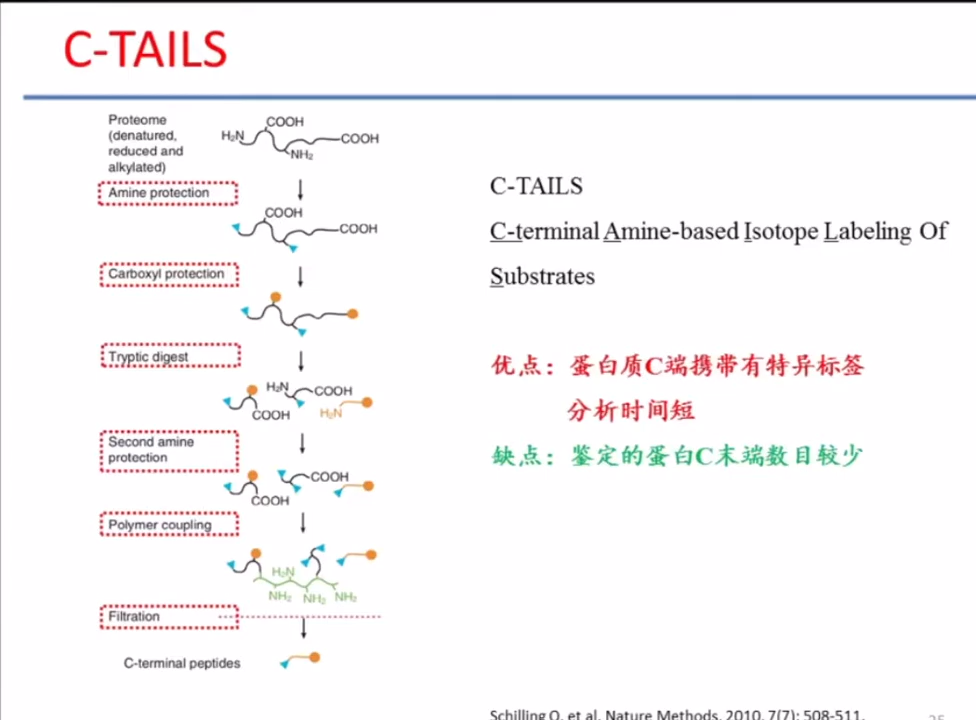 C-TAILS
Proteome
(denatured,
reduced and
alkylated)
H₂N
COOH
COOH
NH₂
Amine protection
COOH
COOH
Carboxyl protection
Tryptic digest
H₂N
COOH
COOH
H₂N
Second amine
protection
COOH
COOH
Polymer coupling
H₂N
NH₂
NH₂
NH₂
Filtration
C-terminal peptides
C-TAILS
C-terminal Amine-based Isotope Labeling Of
Substrates
优点：蛋白质C端携带有特异标签
分析时间短
缺点：鉴定的蛋白C末端数目较少
Schilling O, et al. Nature Methods, 2010, 7(7): 508-511.